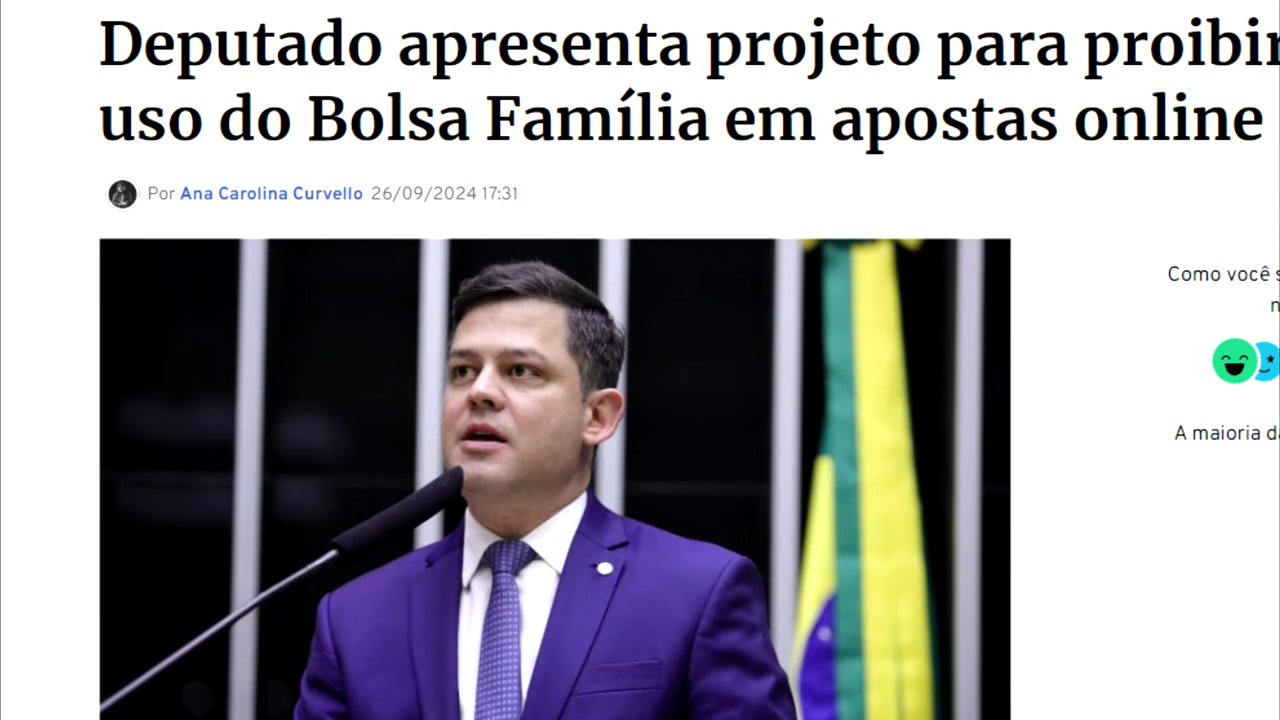 Deputado apresenta projeto para proibir
uso do Bolsa Família em apostas online
Por Ana Carolina Curvello 26/09/2024 17:31
Como você s
n
A maioria da